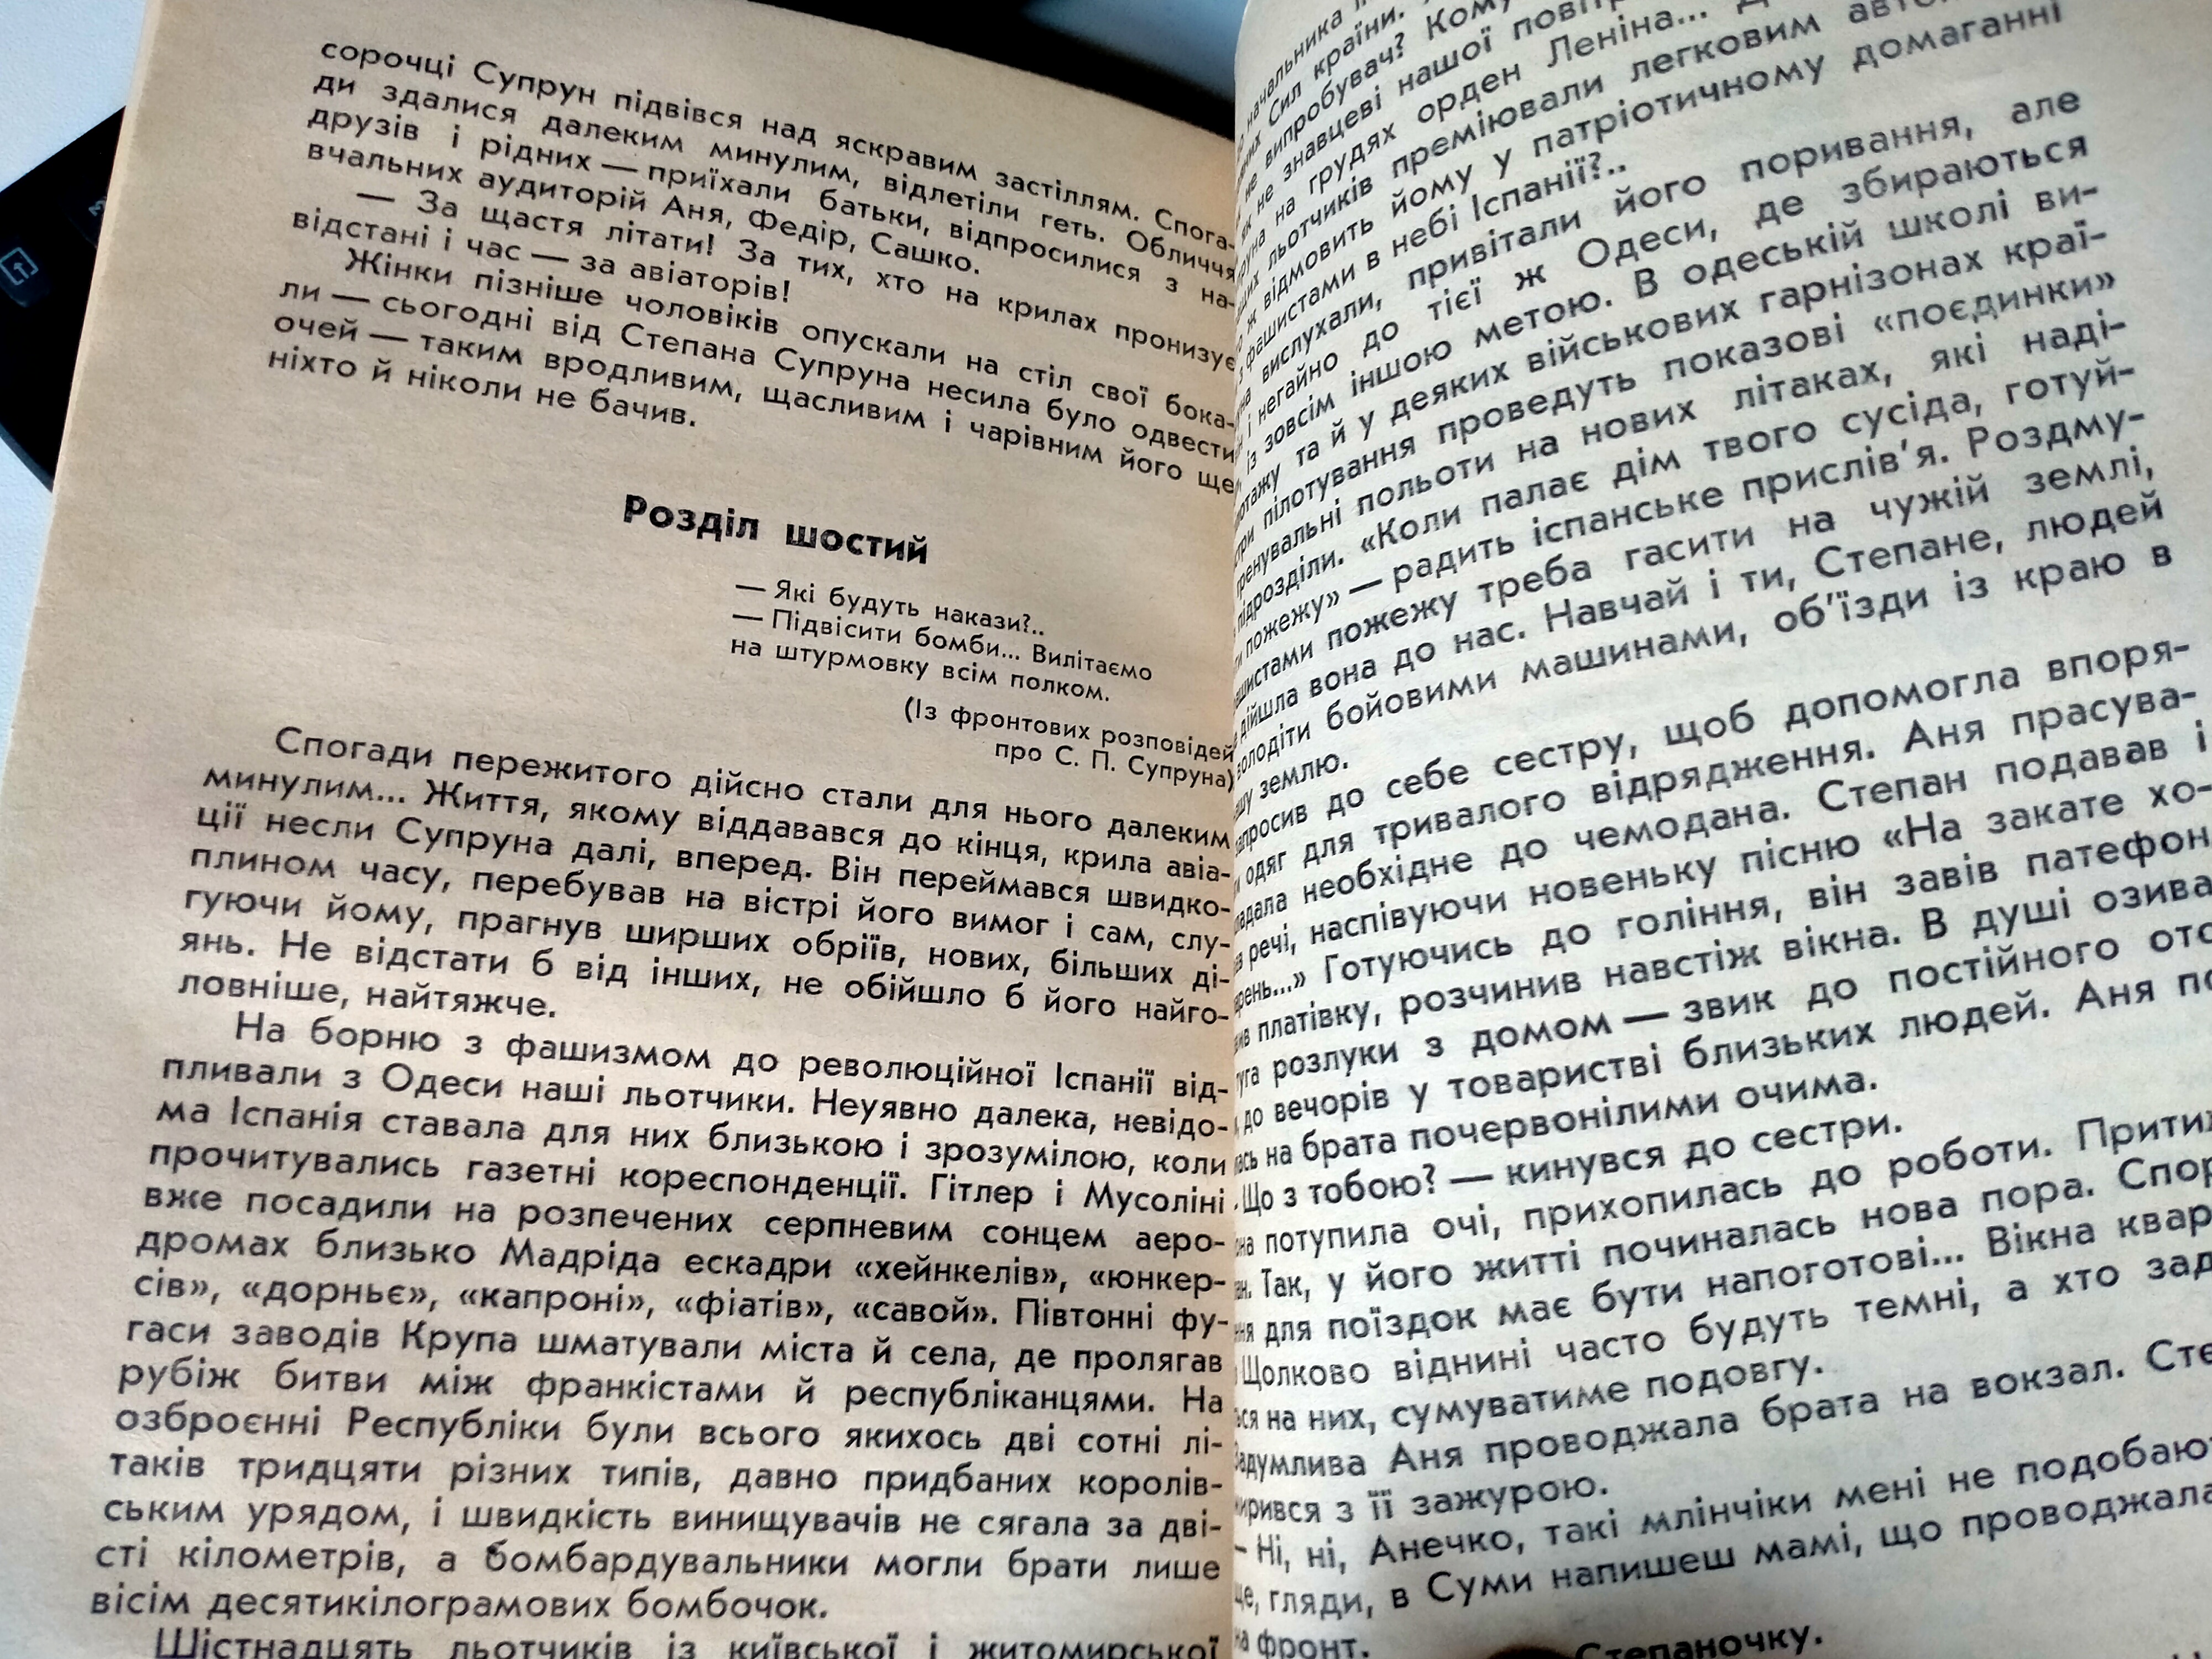 сорочці Супрун підвівся над яскравим застіллям. Спога-
ди здалися далеким минулим, відлетіли геть. Обличчя
друзів і рідних — приїхали батьки, відпросилися з на-
вчальних аудиторій Аня, Федір, Сашко.
— За щастя літати! За тих, хто на крилах пронизує
відстані і час — за авіаторів!
Жінки пізніше чоловіків опускали на стіл свої бока-
ли — сьогодні від Степана Супруна несила було одвести
очей — таким вродливим, щасливим і чарівним його ще
ніхто й ніколи не бачив.
Розділ шостий
— Які будуть накази?..
— Підвісити бомби... Вилітаємо
на штурмовку всім полком.
(Із фронтових розповідей
про С. П. Супруна)
Спогади пережитого дійсно стали для нього далеким
минулим... Життя, якому віддавався до кінця, крила авіа-
ції несли Супруна далі, вперед. Він переймався швидко-
плином часу, перебував на вістрі його вимог і сам, слу-
гуючи йому, прагнув ширших обріїв, нових, більших ді-
янь. Не відстати б від інших, не обійшло б його найго-
ловніше, найтяжче.
На борню з фашизмом до революційної Іспанії від-
пливали з Одеси наші льотчики. Неуявно далека, невідо-
ма Іспанія ставала для них близькою і зрозумілою, коли
прочитувались газетні кореспонденції. Гітлер і Мусоліні
вже посадили на розпечених серпневим сонцем аеро-
дромах близько Мадріда ескадри «хейнкелів», «юнкер-
сів», «дорньє», «капроні», «фіатів», «савой». Півтонні фу-
гаси заводів Крупа шматували міста й села, де пролягав
рубіж битви між франкістами й республіканцями. На
озброєнні Республіки були всього якихось дві сотні лі-
таків тридцяти різних типів, давно придбаних королів-
ським урядом, і швидкість винищувачів не сягала за дві-
сті кілометрів, а бомбардувальники могли брати лише
вісім десятикілограмових бомбочок.
Шістнадцять льотчиків із київської і житомирської
начальника
Сил країни.
не випробувач? Кому
не знавцеві нашої
на грудях орден Леніна...
льотчиків преміювали легковим
ж відмовить йому у патріотичному домаганні
з фашистами в небі Іспанії?..
вислухали, привітали його поривання, але
і негайно до тієї ж Одеси, де збираються
із зовсім іншою метою. В одеській школі ви-
та й у деяких військових гарнізонах краї-
пілотування проведуть показові «поєдинки»
тренувальні польоти на нових літаках, які наді-
підрозділи. «Коли палає дім твого сусіда, готуй-
пожежу» — радить іспанське прислів'я. Роздму-
пожежу треба гасити на чужій землі,
дійшла вона до нас. Навчай і ти, Степане, людей
володіти бойовими машинами, об'їзди із краю в
землю.
до себе сестру, щоб допомогла впоря-
одяг для тривалого відрядження. Аня прасува-
необхідне до чемодана. Степан подавав і
речі, наспівуючи новеньку пісню «На закате хо-
Готуючись до гоління, він завів патефон
платівку, розчинив навстіж вікна. В душі озива
розлуки з домом — звик до постійного
до вечорів у товаристві близьких людей. Аня
на брата почервонілими очима.
Що з тобою? — кинувся до сестри.
потупила очі, прихопилась до роботи.
Так, у його житті починалась нова пора.
для поїздок має бути напоготові... Вікна
Щолково віднині часто будуть темні, а хто
на них, сумуватиме подовгу.
Задумлива Аня проводжала брата на вокзал.
з її зажурою.
— Ні, ні, Анечко, такі млінчіки мені не
гляди, в Суми напишеш мамі, що проводжала
на фронт.
Степаночку.